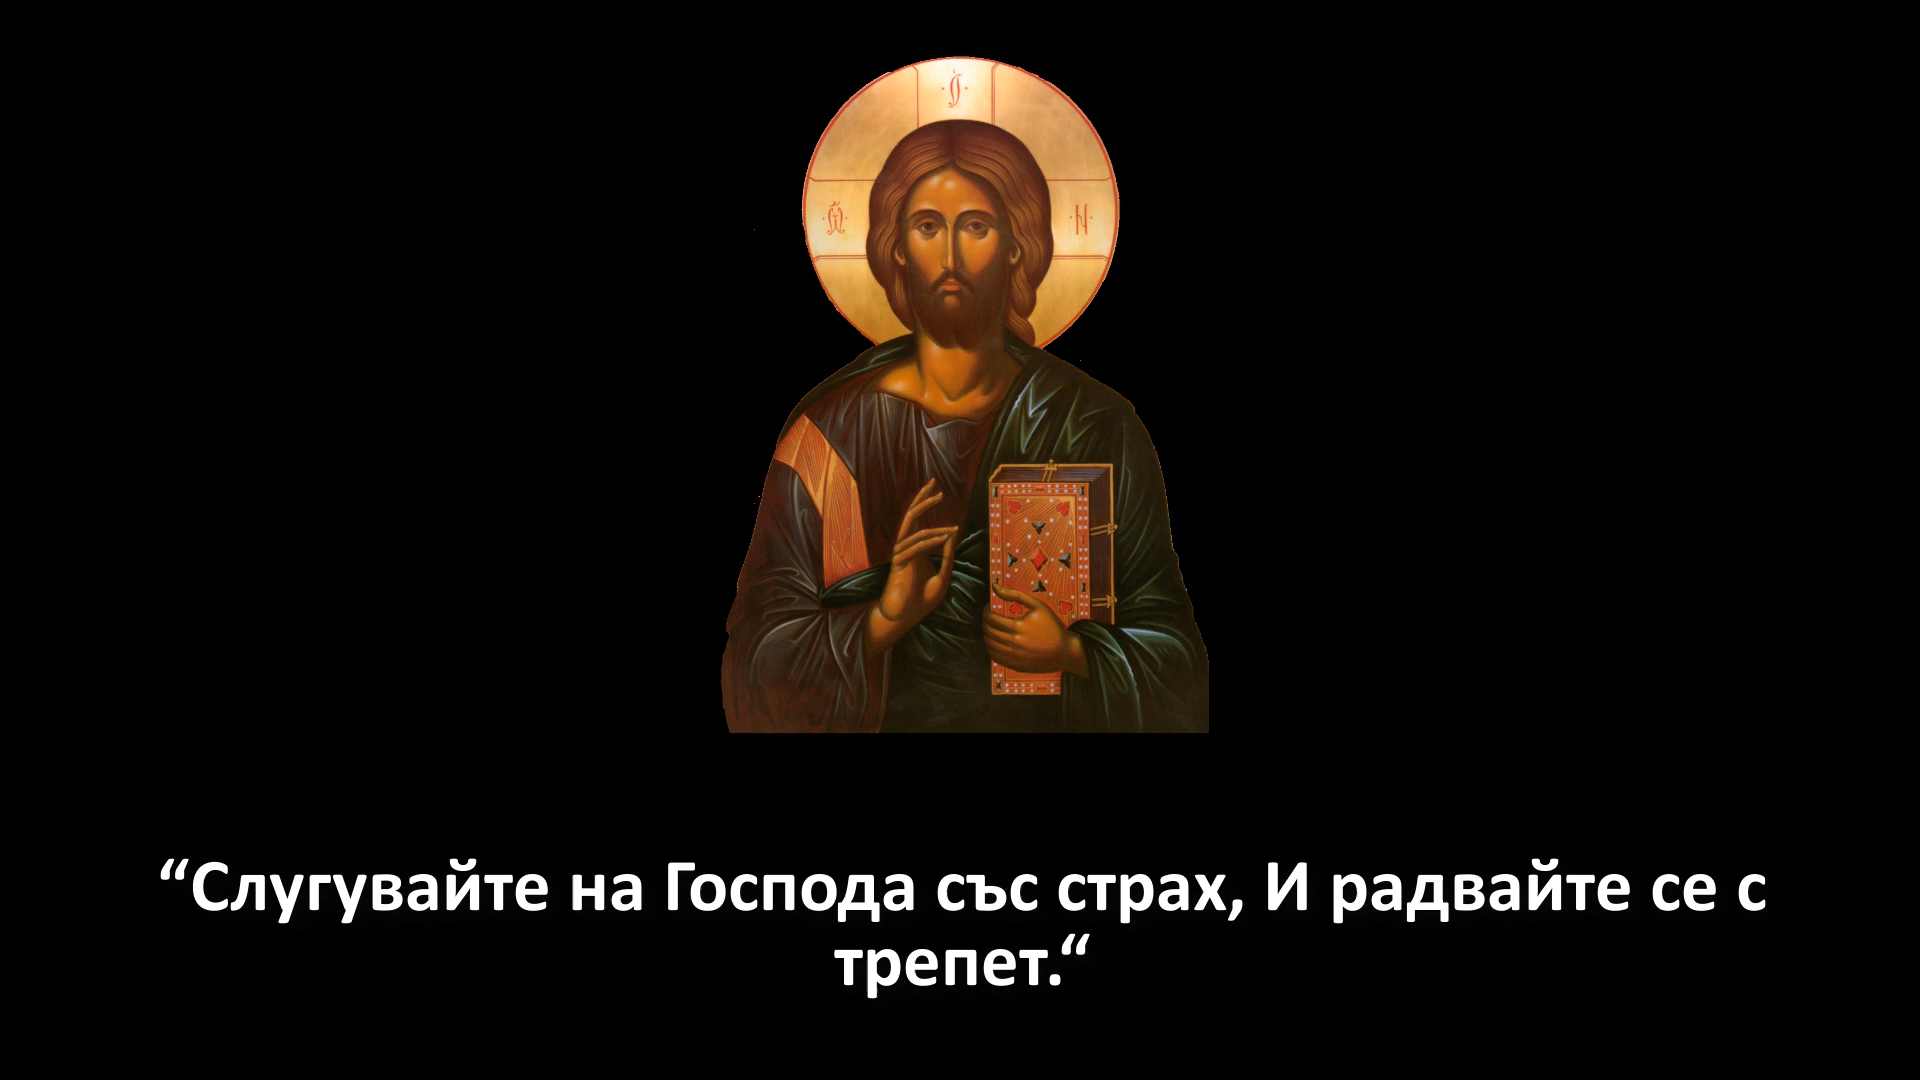 ·Ѻ· ·Н·
“Слугувайте на Господа със страх, И радвайте се с
трепет.“